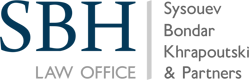 SBH
LAW OFFICE
Sysouev
Bondar
Khrapoutski
& Partners